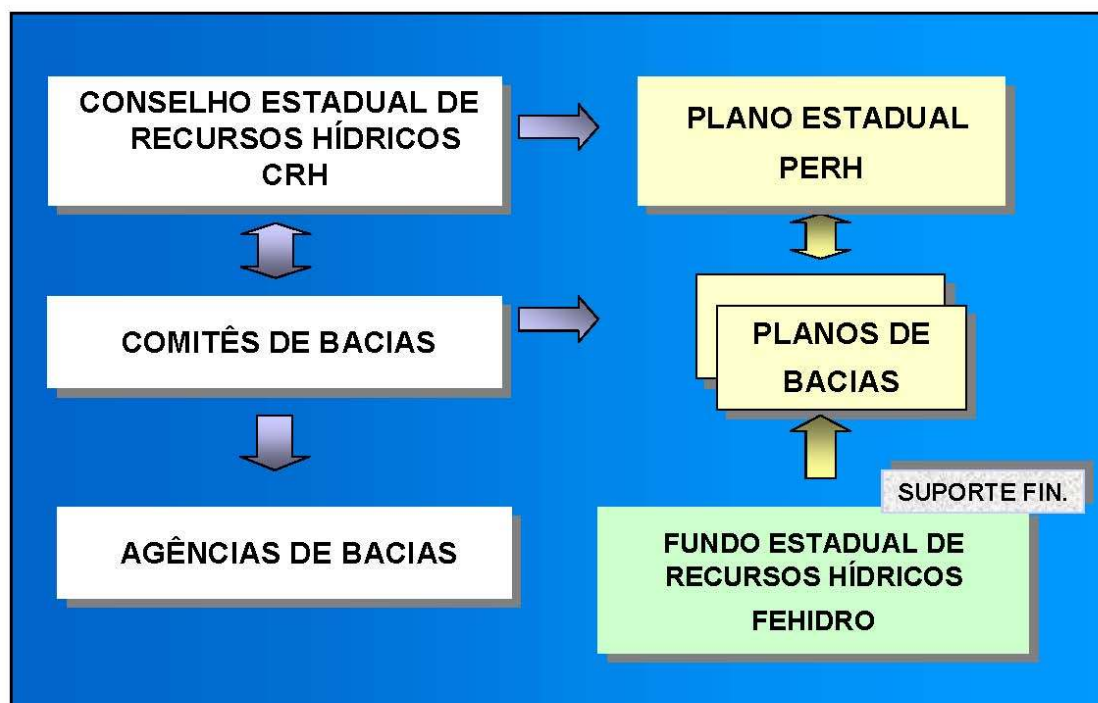 CONSELHO ESTADUAL DE
RECURSOS HÍDRICOS
CRH
PLANO ESTADUAL
PERH
COMITÊS DE BACIAS
PLANOS DE
BACIAS
AGÊNCIAS DE BACIAS
SUPORTE FIN.
FUNDO ESTADUAL DE
RECURSOS HÍDRICOS
FEHIDRO